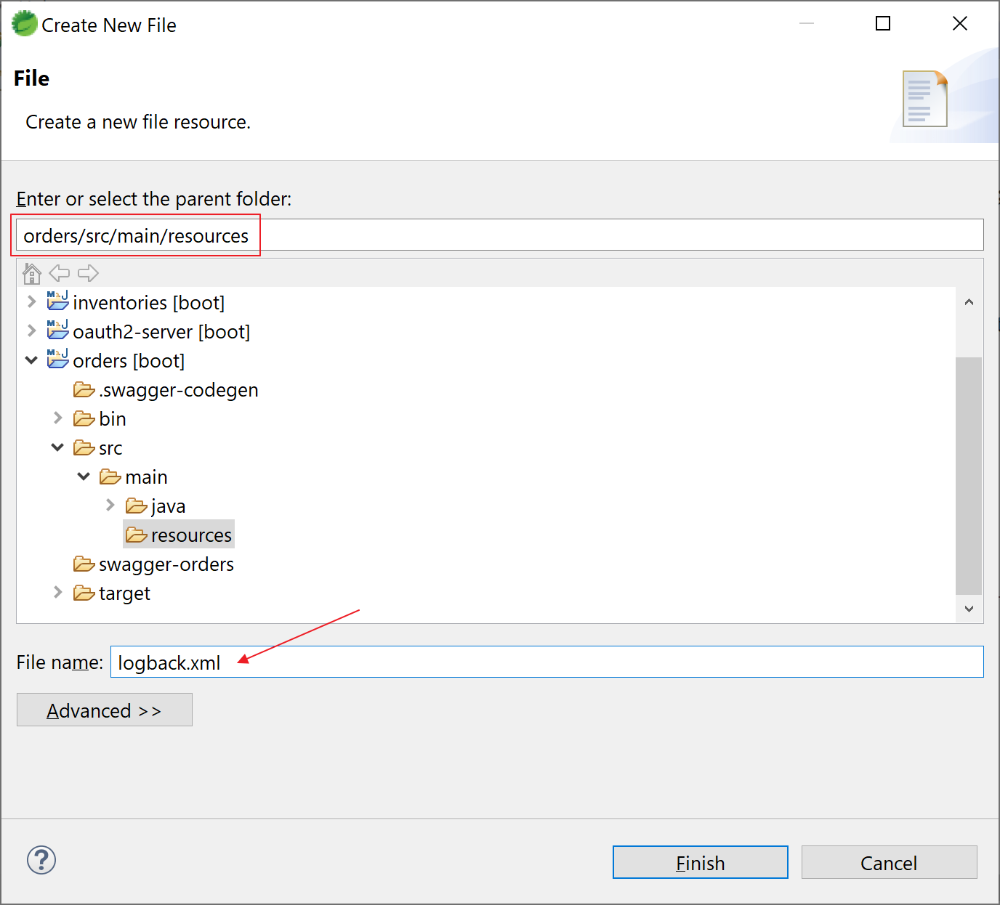 Create New File
File
Create a new file resource.
Enter or select the parent folder:
orders/src/main/resources
inventories [boot]
oauth2-server [boot]
orders [boot]
.swagger-codegen
bin
src
main
java
resources
swagger-orders
target
File name: logback.xml
Advanced >>
Finish Cancel